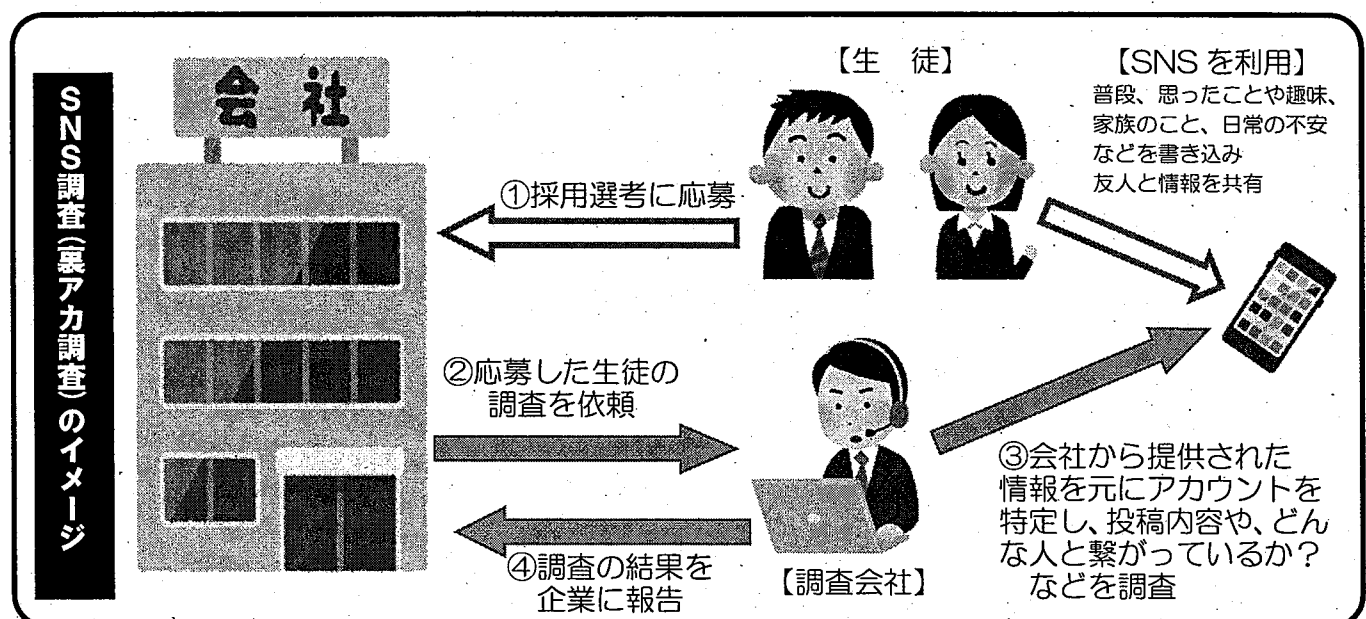 SNS調査(裏アカ調査)のイメージ
会社
【生　徒】
【SNSを利用】
普段、思ったことや趣味、
家族のこと、日常の不安
などを書き込み
友人と情報を共有
①採用選考に応募
②応募した生徒の
調査を依頼
③会社から提供された
情報を元にアカウントを
特定し、投稿内容や、どん
な人と繋がっているか？
などを調査
④調査の結果を
企業に報告
【調査会社】